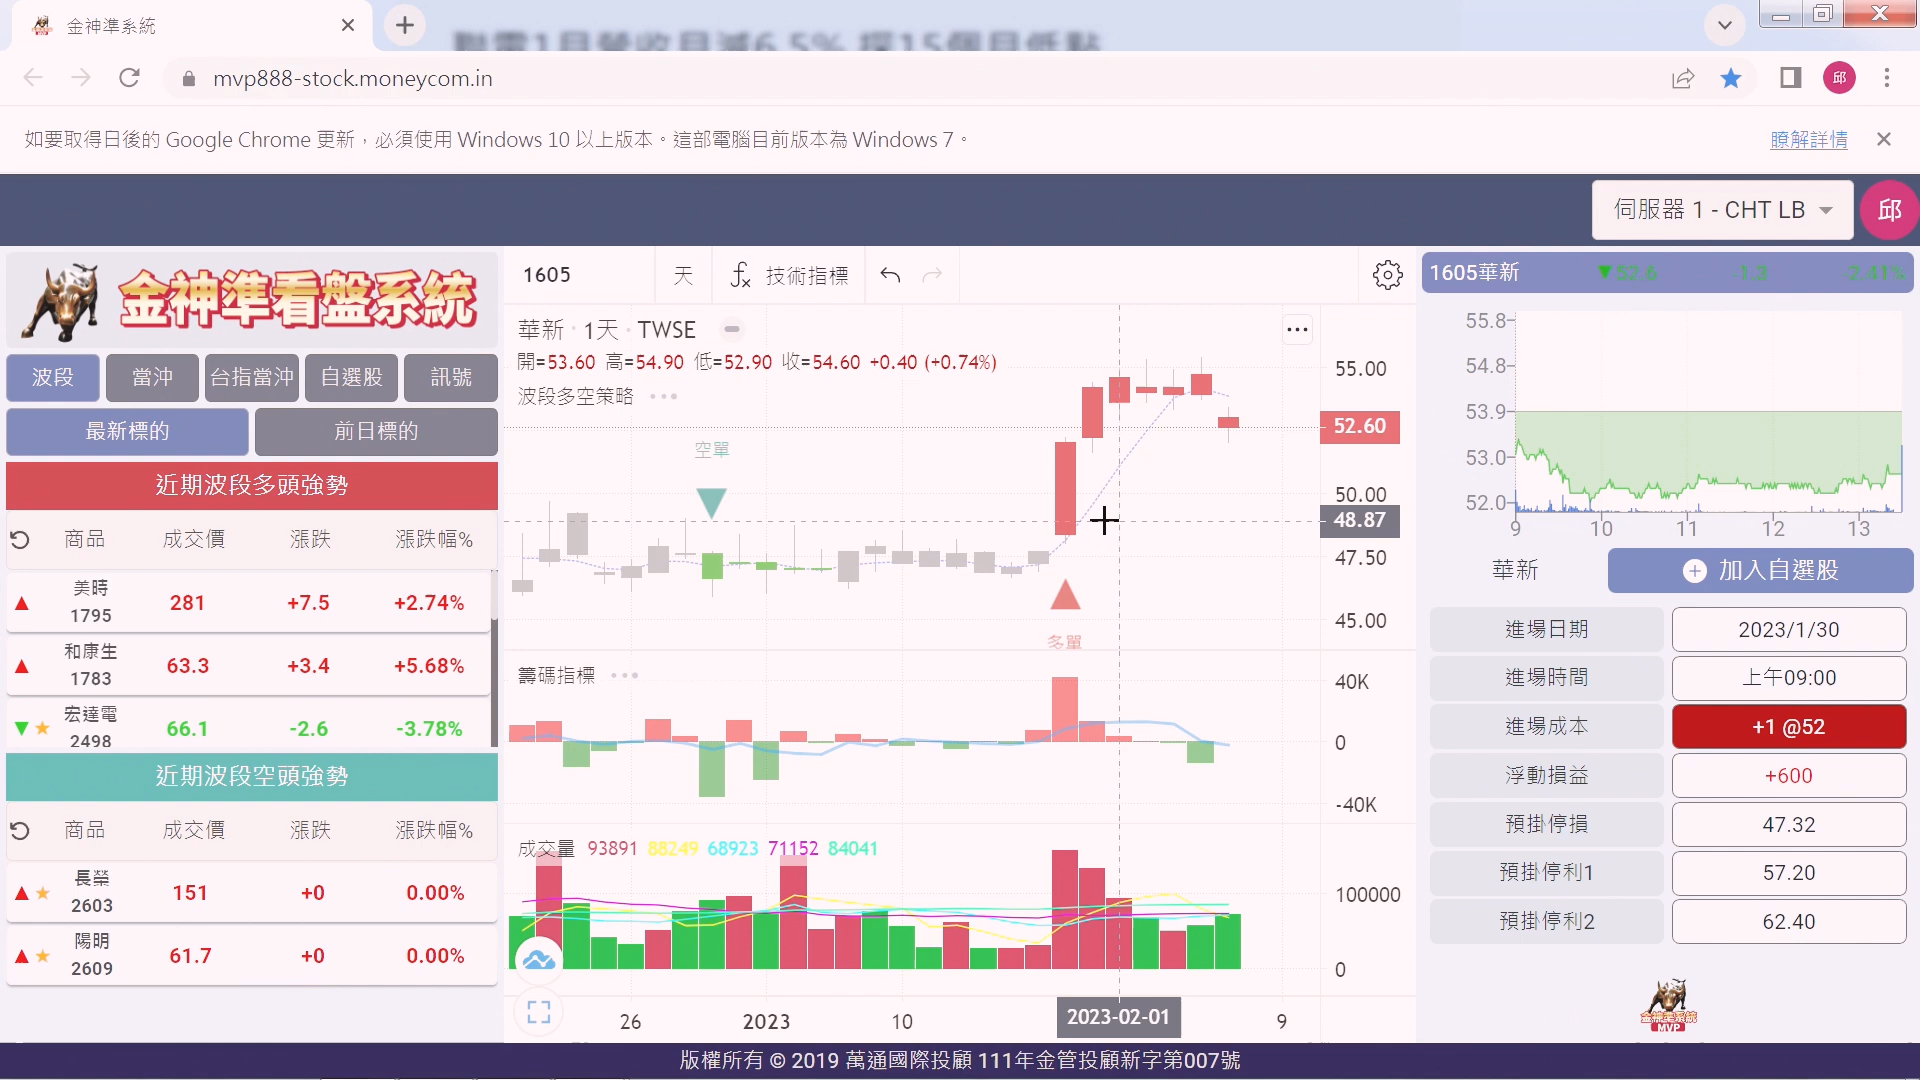 金神準系統
mvp888-stock.moneycom.in
邱
如要取得日後的 Google Chrome 更新，必須使用 Windows 10 以上版本。這部電腦目前版本為 Windows 7。
瞭解詳情
伺服器 1 - CHT LB
邱
金神準看盤系統
波段
當沖
台指當沖
自選股
訊號
最新標的
前日標的
近期波段多頭強勢
商品 成交價 漲跌 漲跌幅%
美時
1795
281 +7.5 +2.74%
和康生
1783
63.3 +3.4 +5.68%
宏達電
2498
66.1 -2.6 -3.78%
近期波段空頭強勢
商品 成交價 漲跌 漲跌幅%
長榮
2603
151 +0 0.00%
陽明
2609
61.7 +0 0.00%
1605
天
技術指標
華新 · 1天 · TWSE
開=53.60 高=54.90 低=52.90 收=54.60 +0.40 (+0.74%)
波段多空策略
空單
多單
55.00
52.60
50.00
48.87
47.50
45.00
籌碼指標
40K
0
-40K
成交量 93891 88249 68923 71152 84041
100000
0
26
2023
10
2023-02-01
9
1605華新 ▼52.6 -1.3 -2.41%
55.8
54.8
53.9
53.0
52.0
9 10 11 12 13
華新
加入自選股
進場日期 2023/1/30
進場時間 上午09:00
進場成本 +1 @52
浮動損益 +600
預掛停損 47.32
預掛停利1 57.20
預掛停利2 62.40
金神準系統
MVP
版權所有 © 2019 萬通國際投顧 111年金管投顧新字第007號